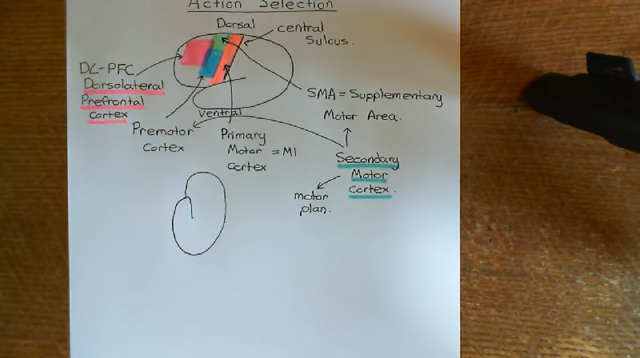 Action Selection
Dorsal
central
Sulcus.
DL-PFC
Dorsolateral
Prefrontal
Cortex
SMA = Supplementary
Motor Area.
Ventral
Premotor
Cortex
Primary
Motor = M1
Cortex
Secondary
Motor
Cortex.
motor
plan.